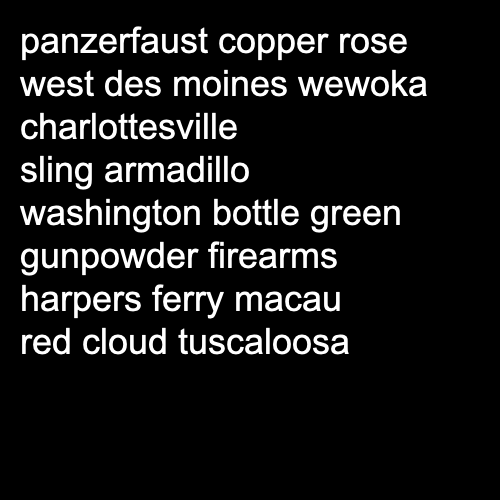 panzerfaust copper rose
west des moines wewoka
charlottesville
sling armadillo
washington bottle green
gunpowder firearms
harpers ferry macau
red cloud tuscaloosa